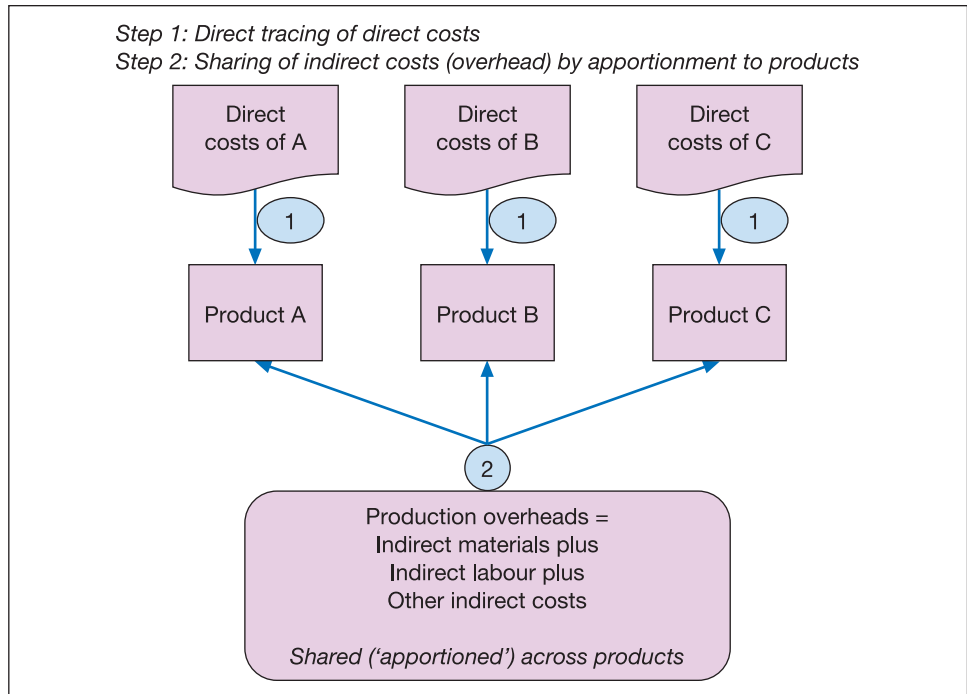 Step 1: Direct tracing of direct costs
Step 2: Sharing of indirect costs (overhead) by apportionment to products
Direct
costs of A
Direct
costs of B
Direct
costs of C
1
1
1
Product A
Product B
Product C
2
Production overheads =
Indirect materials plus
Indirect labour plus
Other indirect costs
Shared (‘apportioned’) across products